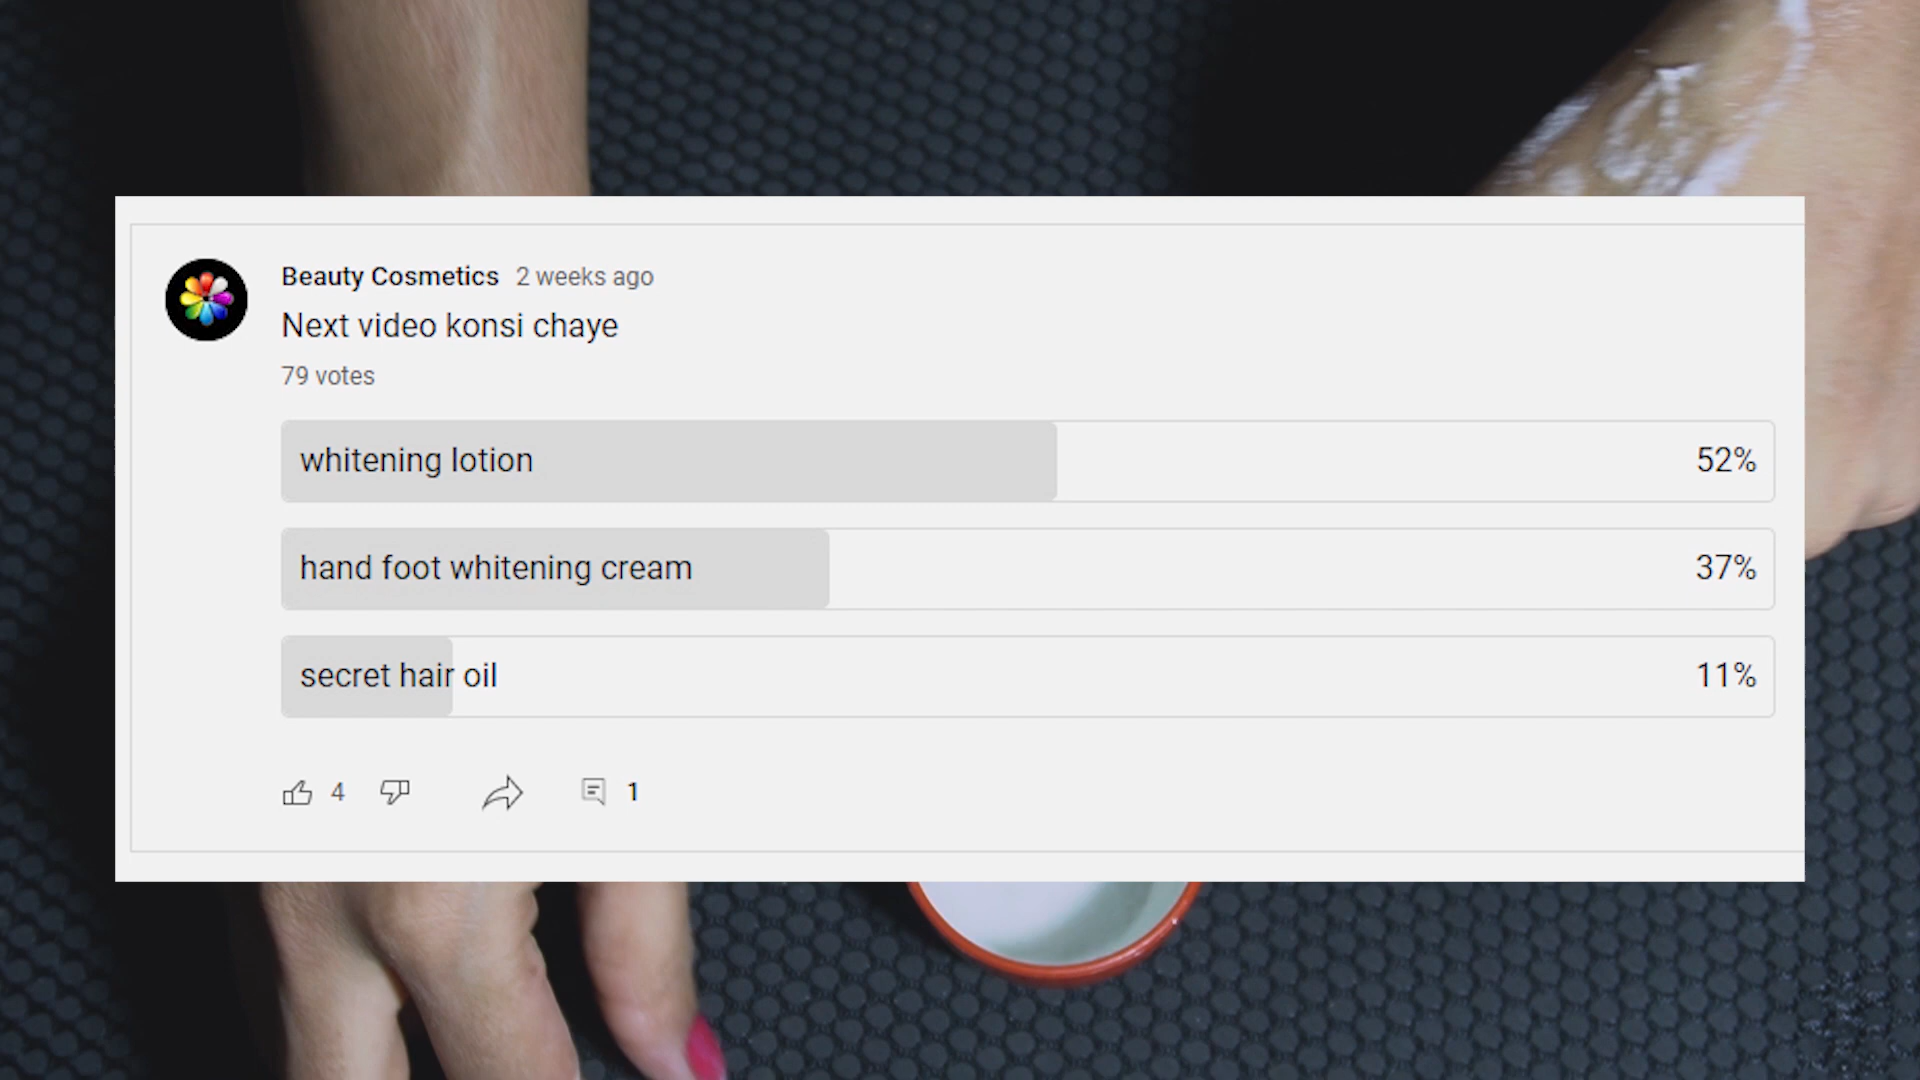 Beauty Cosmetics 2 weeks ago
Next video konsi chaye
79 votes
whitening lotion 52%
hand foot whitening cream 37%
secret hair oil 11%
4 1